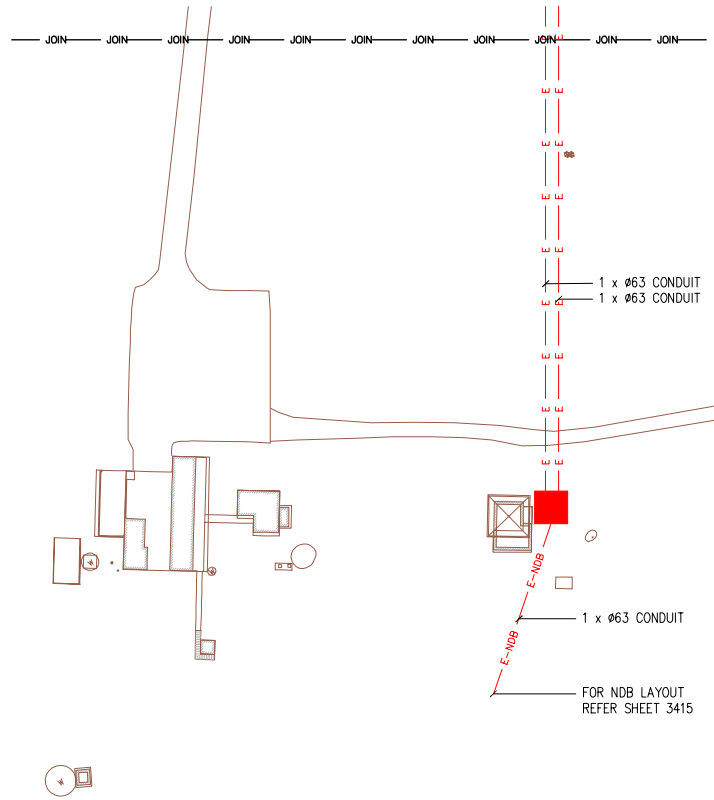 JOIN JOIN JOIN JOIN JOIN JOIN JOIN JOIN JOIN JOIN JOIN
E E
E E
E E
E E
E E
1 x Ø63 CONDUIT
1 x Ø63 CONDUIT
E E
E E
E E
E E
E-NDB
1 x Ø63 CONDUIT
E-NDB
FOR NDB LAYOUT
REFER SHEET 3415